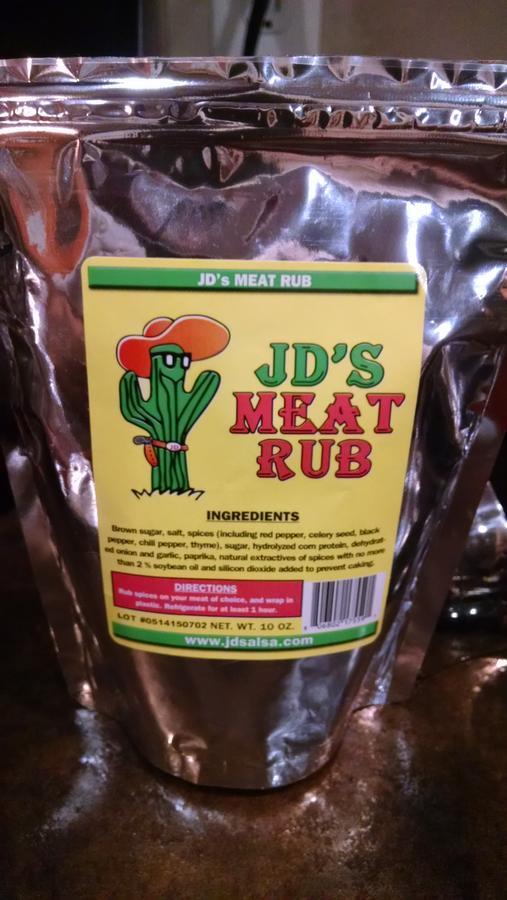 JD's MEAT RUB
JD'S
MEAT
RUB
INGREDIENTS
Brown sugar, salt, spices (including red pepper, celery seed, black
pepper, chili pepper, thyme), sugar, hydrolyzed corn protein, dehydrat-
ed onion and garlic, paprika, natural extractives of spices with no more
than 2 % soybean oil and silicon dioxide added to prevent caking.
DIRECTIONS
Rub spices on your meat of choice, and wrap in
plastic. Refrigerate for at least 1 hour.
LOT #0514150702 NET. WT. 10 OZ.
www.jdsalsa.com